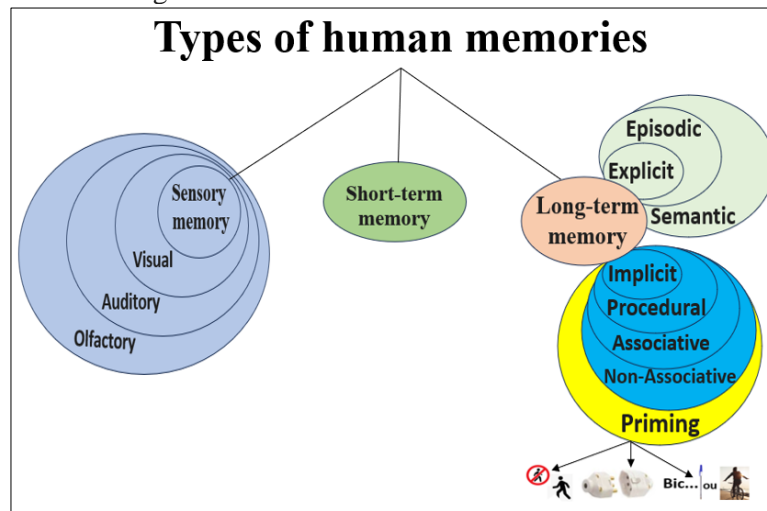 Types of human memories
Sensory
memory
Visual
Auditory
Olfactory
Short-term
memory
Long-term
memory
Episodic
Explicit
Semantic
Implicit
Procedural
Associative
Non-Associative
Priming
Bic... ou